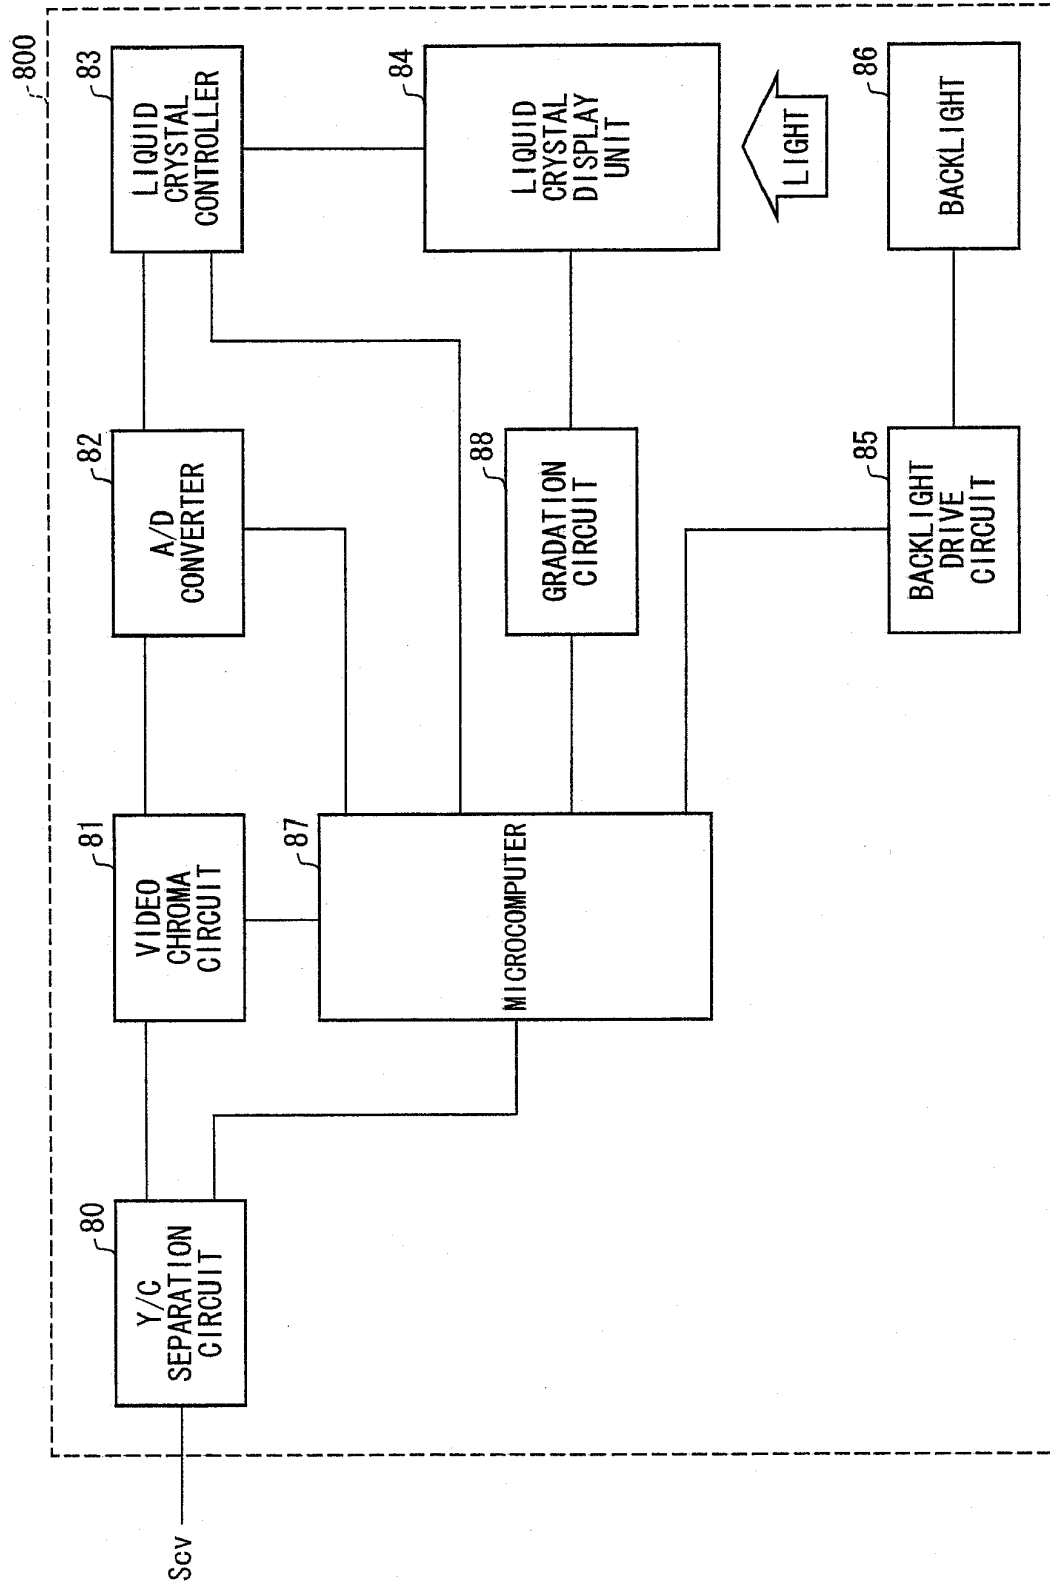 800
80
Y/C
SEPARATION
CIRCUIT
81
VIDEO
CHROMA
CIRCUIT
82
A/D
CONVERTER
83
LIQUID
CRYSTAL
CONTROLLER
Scv
87
MICROCOMPUTER
88
GRADATION
CIRCUIT
84
LIQUID
CRYSTAL
DISPLAY
UNIT
LIGHT
85
BACKLIGHT
DRIVE
CIRCUIT
86
BACKLIGHT